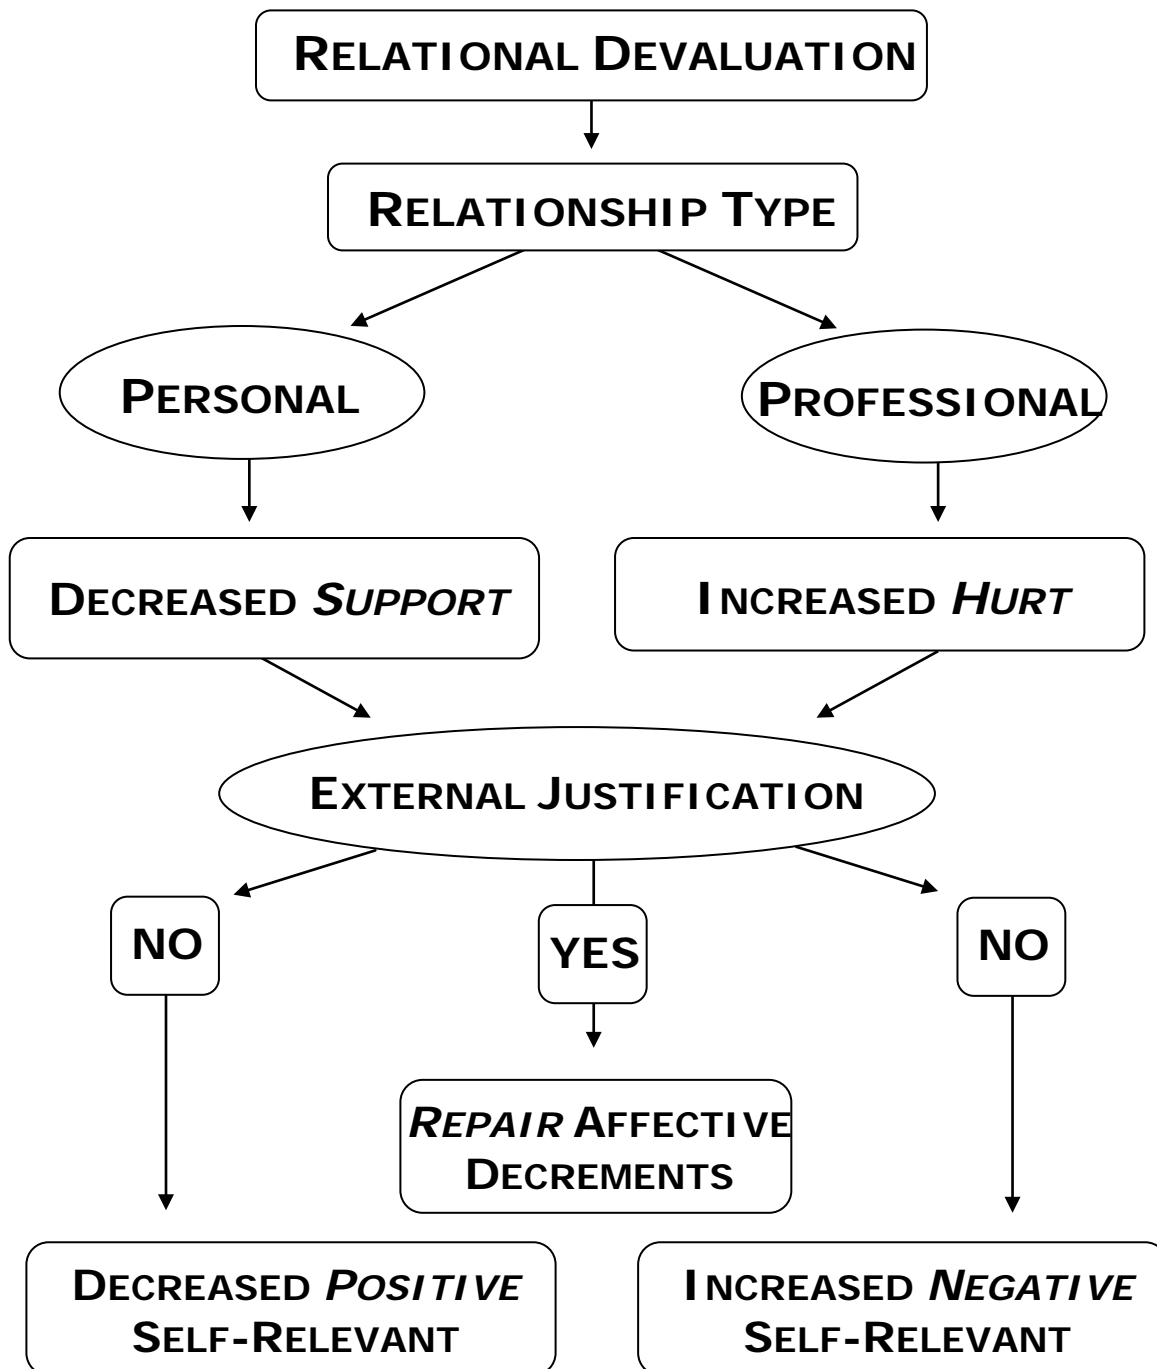 RELATIONAL DEVALUATION
RELATIONSHIP TYPE
PERSONAL
PROFESSIONAL
DECREASED SUPPORT
INCREASED HURT
EXTERNAL JUSTIFICATION
NO
YES
NO
REPAIR AFFECTIVE
DECREMENTS
DECREASED POSITIVE
SELF-RELEVANT
INCREASED NEGATIVE
SELF-RELEVANT